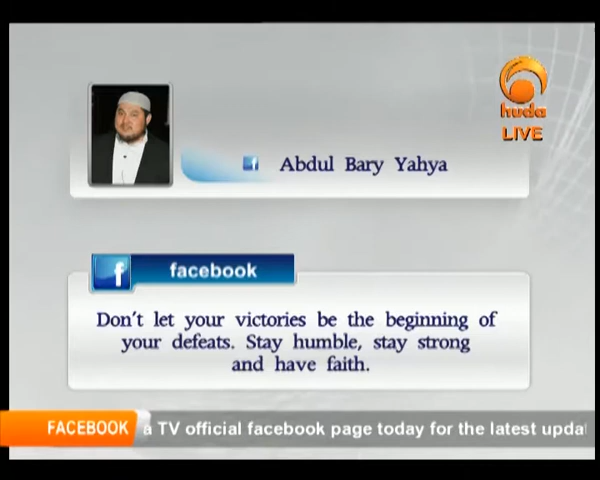 huda
LIVE
f Abdul Bary Yahya
f facebook
Don't let your victories be the beginning of
your defeats. Stay humble, stay strong
and have faith.
FACEBOOK a TV official facebook page today for the latest